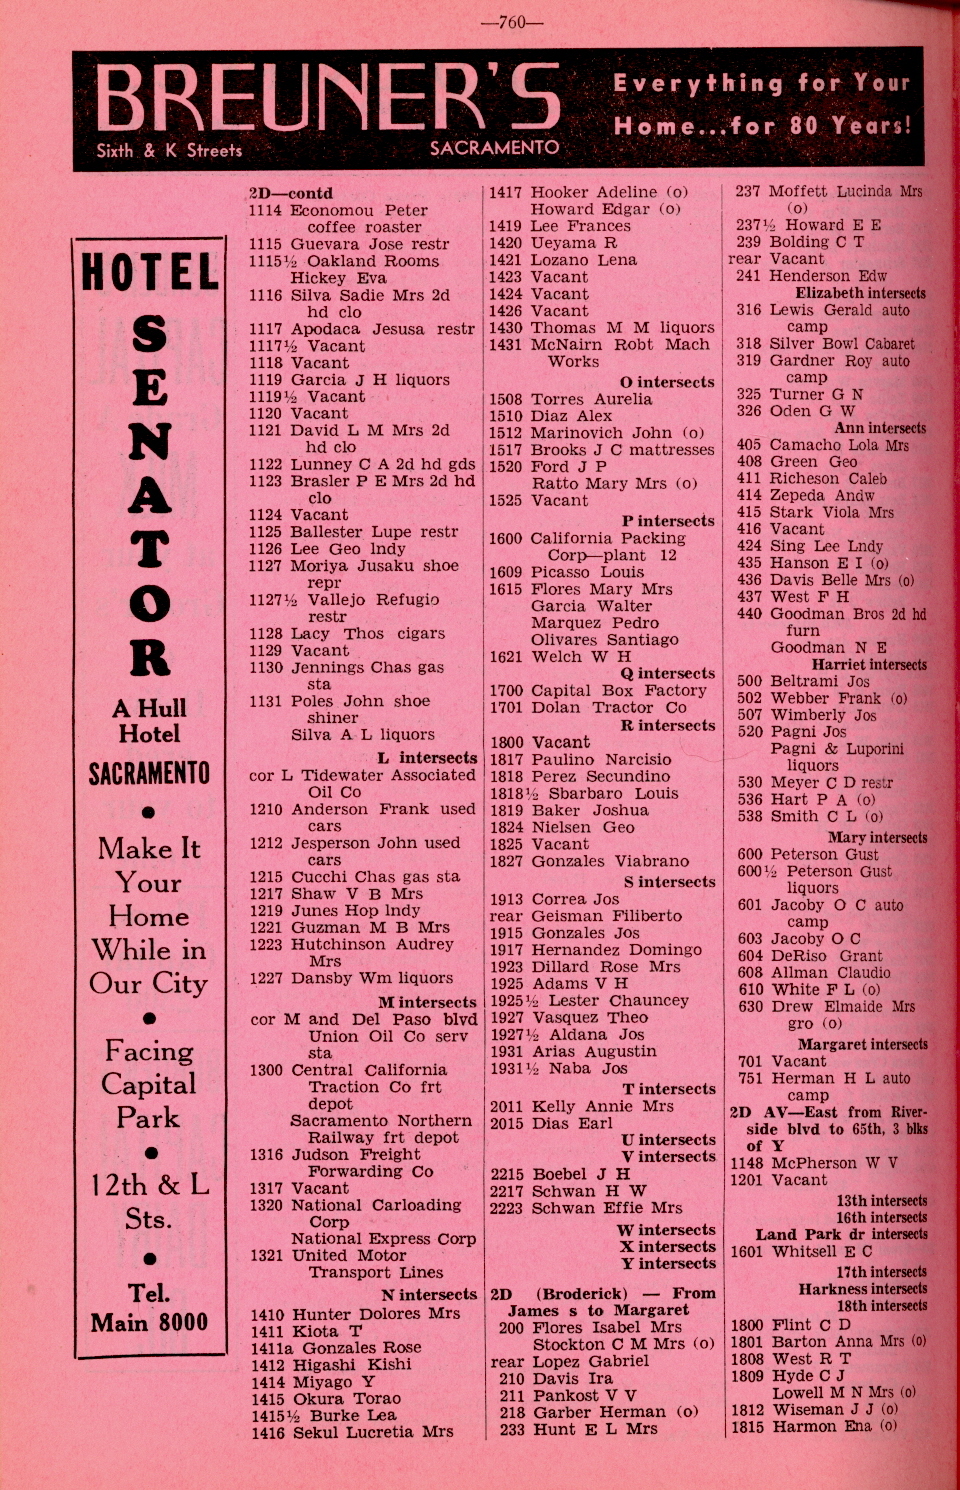 —760—
BREUNER'S
Sixth & K Streets
SACRAMENTO
Everything for Your
Home...for 80 Years!
HOTEL
S
E
N
A
T
O
R
A Hull
Hotel
SACRAMENTO
•
Make It
Your
Home
While in
Our City
•
Facing
Capital
Park
•
12th & L
Sts.
•
Tel.
Main 8000
2D—contd
1114 Economou Peter
coffee roaster
1115 Guevara Jose restr
1115½ Oakland Rooms
Hickey Eva
1116 Silva Sadie Mrs 2d
hd clo
1117 Apodaca Jesusa restr
1117½ Vacant
1118 Vacant
1119 Garcia J H liquors
1119½ Vacant
1120 Vacant
1121 David L M Mrs 2d
hd clo
1122 Lunney C A 2d hd gds
1123 Brasler P E Mrs 2d hd
clo
1124 Vacant
1125 Ballester Lupe restr
1126 Lee Geo lndy
1127 Moriya Jusaku shoe
repr
1127½ Vallejo Refugio
restr
1128 Lacy Thos cigars
1129 Vacant
1130 Jennings Chas gas
sta
1131 Poles John shoe
shiner
Silva A L liquors
L intersects
cor L Tidewater Associated
Oil Co
1210 Anderson Frank used
cars
1212 Jesperson John used
cars
1215 Cucchi Chas gas sta
1217 Shaw V B Mrs
1219 Junes Hop lndy
1221 Guzman M B Mrs
1223 Hutchinson Audrey
Mrs
1227 Dansby Wm liquors
M intersects
cor M and Del Paso blvd
Union Oil Co serv
sta
1300 Central California
Traction Co frt
depot
Sacramento Northern
Railway frt depot
1316 Judson Freight
Forwarding Co
1317 Vacant
1320 National Carloading
Corp
National Express Corp
1321 United Motor
Transport Lines
N intersects
1410 Hunter Dolores Mrs
1411 Kiota T
1411a Gonzales Rose
1412 Higashi Kishi
1414 Miyago Y
1415 Okura Torao
1415½ Burke Lea
1416 Sekul Lucretia Mrs
1417 Hooker Adeline (o)
Howard Edgar (o)
1419 Lee Frances
1420 Ueyama R
1421 Lozano Lena
1423 Vacant
1424 Vacant
1426 Vacant
1430 Thomas M M liquors
1431 McNairn Robt Mach
Works
O intersects
1508 Torres Aurelia
1510 Diaz Alex
1512 Marinovich John (o)
1517 Brooks J C mattresses
1520 Ford J P
Ratto Mary Mrs (o)
1525 Vacant
P intersects
1600 California Packing
Corp—plant 12
1609 Picasso Louis
1615 Flores Mary Mrs
Garcia Walter
Marquez Pedro
Olivares Santiago
1621 Welch W H
Q intersects
1700 Capital Box Factory
1701 Dolan Tractor Co
R intersects
1800 Vacant
1817 Paulino Narcisio
1818 Perez Secundino
1818½ Sbarbaro Louis
1819 Baker Joshua
1824 Nielsen Geo
1825 Vacant
1827 Gonzales Viabrano
S intersects
1913 Correa Jos
rear Geisman Filiberto
1915 Gonzales Jos
1917 Hernandez Domingo
1923 Dillard Rose Mrs
1925 Adams V H
1925½ Lester Chauncey
1927 Vasquez Theo
1927½ Aldana Jos
1931 Arias Augustin
1931½ Naba Jos
T intersects
2011 Kelly Annie Mrs
2015 Dias Earl
U intersects
V intersects
2215 Boebel J H
2217 Schwan H W
2223 Schwan Effie Mrs
W intersects
X intersects
Y intersects
2D (Broderick) — From
James s to Margaret
200 Flores Isabel Mrs
Stockton C M Mrs (o)
rear Lopez Gabriel
210 Davis Ira
211 Pankost V V
218 Garber Herman (o)
233 Hunt E L Mrs
237 Moffett Lucinda Mrs
(o)
237½ Howard E E
239 Bolding C T
rear Vacant
241 Henderson Edw
Elizabeth intersects
316 Lewis Gerald auto
camp
318 Silver Bowl Cabaret
319 Gardner Roy auto
camp
325 Turner G N
326 Oden G W
Ann intersects
405 Camacho Lola Mrs
408 Green Geo
411 Richeson Caleb
414 Zepeda Andw
415 Stark Viola Mrs
416 Vacant
424 Sing Lee Lndy
435 Hanson E I (o)
436 Davis Belle Mrs (o)
437 West F H
440 Goodman Bros 2d hd
furn
Goodman N E
Harriet intersects
500 Beltrami Jos
502 Webber Frank (o)
507 Wimberly Jos
520 Pagni Jos
Pagni & Luporini
liquors
530 Meyer C D restr
536 Hart P A (o)
538 Smith C L (o)
Mary intersects
600 Peterson Gust
600½ Peterson Gust
liquors
601 Jacoby O C auto
camp
603 Jacoby O C
604 DeRiso Grant
608 Allman Claudio
610 White F L (o)
630 Drew Elmaide Mrs
gro (o)
Margaret intersects
701 Vacant
751 Herman H L auto
camp
2D AV—East from River-
side blvd to 65th, 3 blks
of Y
1148 McPherson W V
1201 Vacant
13th intersects
16th intersects
Land Park dr intersects
1601 Whitsell E C
17th intersects
Harkness intersects
18th intersects
1800 Flint C D
1801 Barton Anna Mrs (o)
1808 West R T
1809 Hyde C J
Lowell M N Mrs (o)
1812 Wiseman J J (o)
1815 Harmon Ena (o)